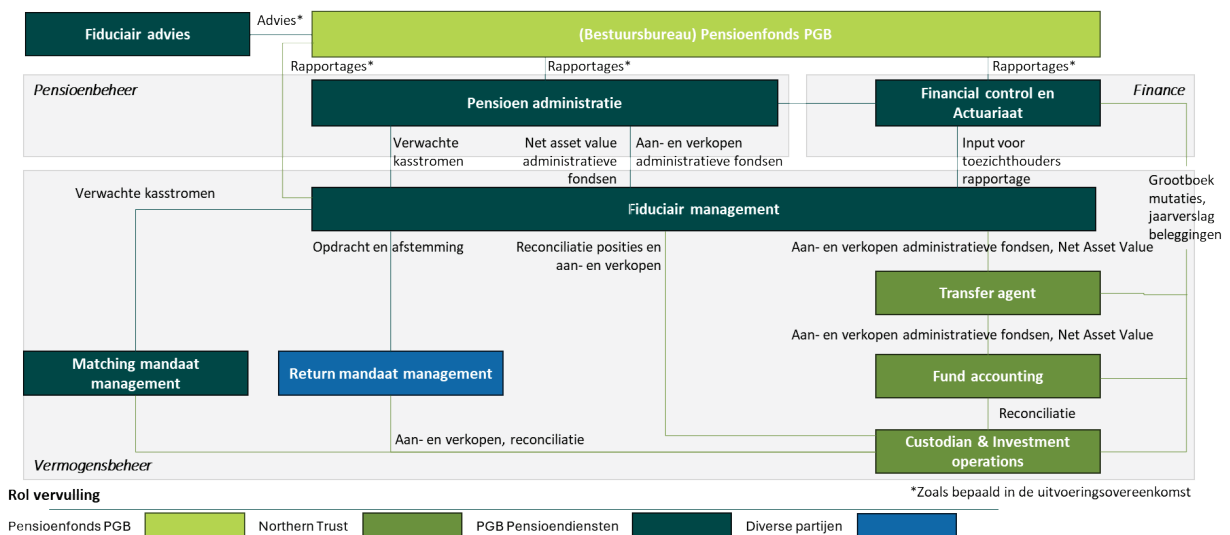 Fiduciair advies
Advies*
(Bestuursbureau) Pensioenfonds PGB
Rapportages*
Rapportages*
Rapportages*
Pensioenbeheer
Pensioen administratie
Financial control en
Actuariaat
Finance
Verwachte
kasstromen
Net asset value
administratieve
fondsen
Aan- en verkopen
administratieve fondsen
Input voor
toezichthouders
rapportage
Grootboek
mutaties,
jaarverslag
beleggingen
Verwachte kasstromen
Fiduciair management
Opdracht en afstemming
Reconciliatie posities en
aan- en verkopen
Aan- en verkopen administratieve fondsen, Net Asset Value
Transfer agent
Aan- en verkopen administratieve fondsen, Net Asset Value
Matching mandaat
management
Return mandaat management
Fund accounting
Reconciliatie
Aan- en verkopen, reconciliatie
Custodian & Investment
operations
Vermogensbeheer
*Zoals bepaald in de uitvoeringsovereenkomst
Rol vervulling
Pensioenfonds PGB
Northern Trust
PGB Pensioendiensten
Diverse partijen